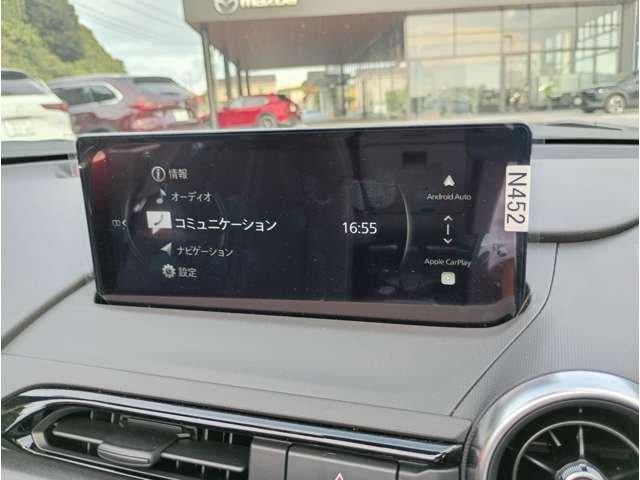 mazda
情報
オーディオ
コミュニケーション
ナビゲーション
設定
16:55
Android Auto
Apple CarPlay
N452